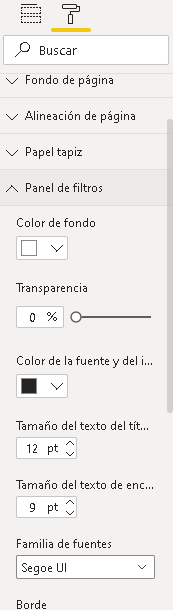 Buscar
Fondo de página
Alineación de página
Papel tapiz
Panel de filtros
Color de fondo
Transparencia
0 %
Color de la fuente y del i...
Tamaño del texto del tít...
12 pt
Tamaño del texto de enc...
9 pt
Familia de fuentes
Segoe UI
Borde